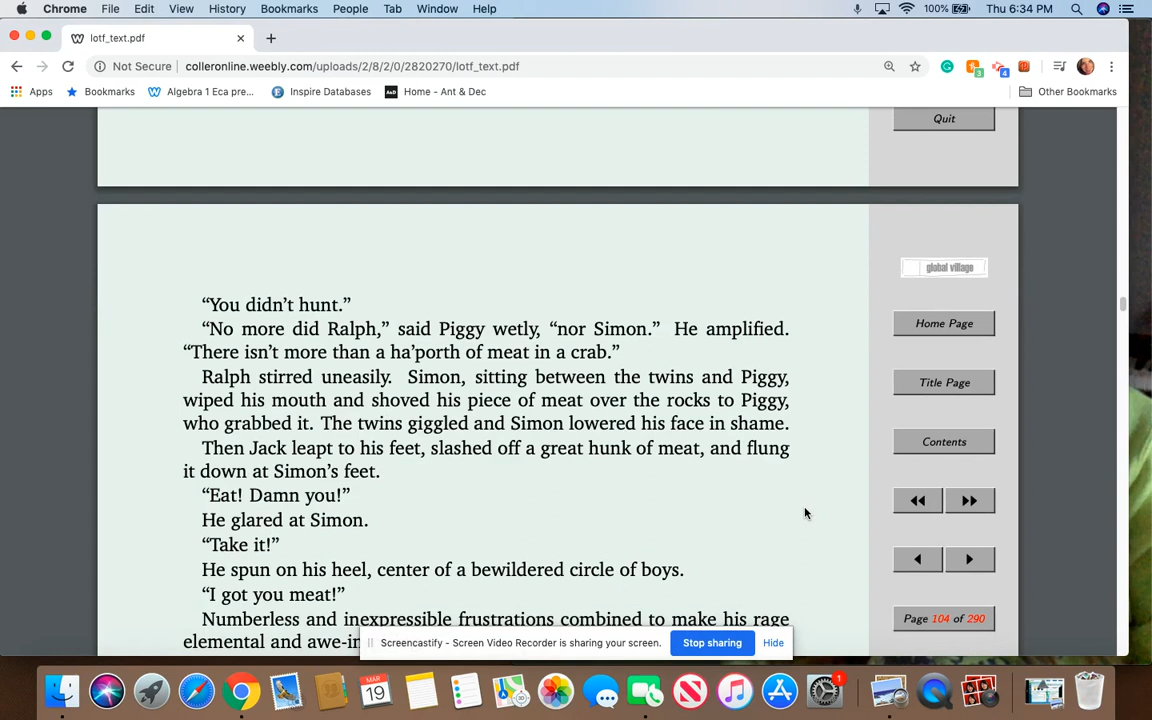 Chrome File Edit View History Bookmarks People Tab Window Help 100% Thu 6:34 PM
lotf_text.pdf
Not Secure colleronline.weebly.com/uploads/2/8/2/0/2820270/lotf_text.pdf
Apps Bookmarks Algebra 1 Eca pre... Inspire Databases Home - Ant & Dec Other Bookmarks
Quit
global village
“You didn’t hunt.”
“No more did Ralph,” said Piggy wetly, “nor Simon.” He amplified.
“There isn’t more than a ha’porth of meat in a crab.”
Ralph stirred uneasily. Simon, sitting between the twins and Piggy,
wiped his mouth and shoved his piece of meat over the rocks to Piggy,
who grabbed it. The twins giggled and Simon lowered his face in shame.
Then Jack leapt to his feet, slashed off a great hunk of meat, and flung
it down at Simon’s feet.
“Eat! Damn you!”
He glared at Simon.
“Take it!”
He spun on his heel, center of a bewildered circle of boys.
“I got you meat!”
Numberless and inexpressible frustrations combined to make his rage
elemental and awe-in
Home Page
Title Page
Contents
Page 104 of 290
Screencastify - Screen Video Recorder is sharing your screen. Stop sharing Hide
MAR
19
1